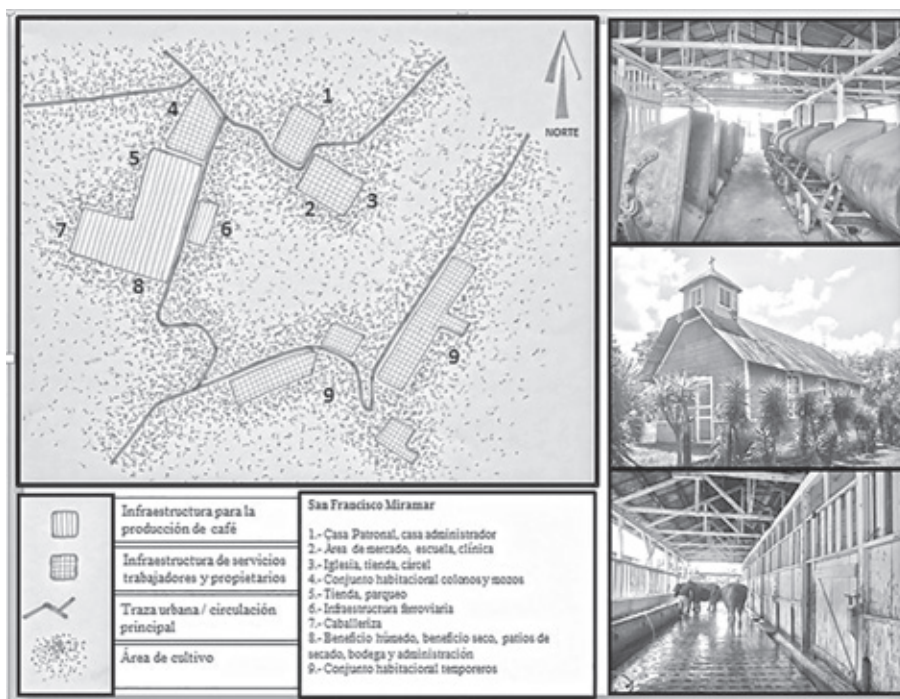 1
4
NORTE
5
2
3
7
6
8
9
9
Infraestructura para la
producción de café
Infraestructura de servicios
trabajadores y propietarios
Traza urbana / circulación
principal
Área de cultivo
San Francisco Miramar
1.- Casa Patronal, casa administrador
2.- Área de mercado, escuela, clínica
3.- Iglesia, tienda, cárcel
4.- Conjunto habitacional colonos y mozos
5.- Tienda, parqueo
6.- Infraestructura ferroviaria
7.- Caballeriza
8.- Beneficio húmedo, beneficio seco, patios de
secado, bodega y administración
9.- Conjunto habitacional temporeros